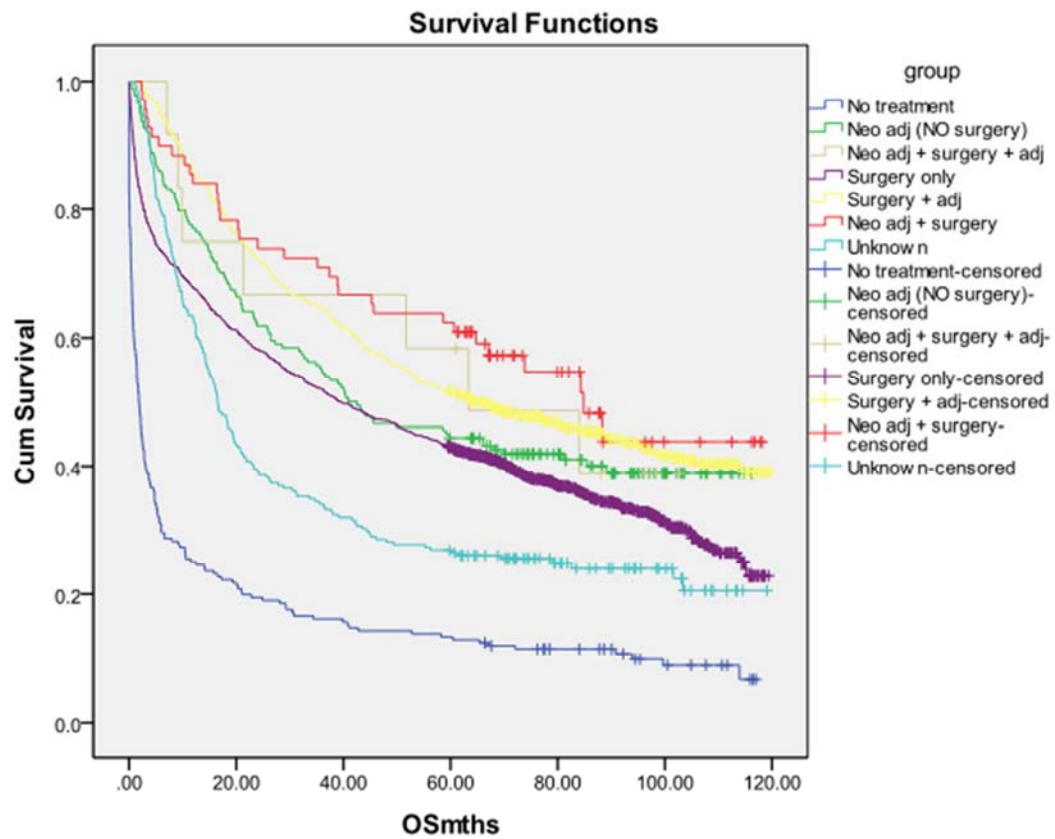 Survival Functions
Cum Survival
1.0
0.8
0.6
0.4
0.2
0.0
.00 20.00 40.00 60.00 80.00 100.00 120.00
OSmths
group
No treatment
Neo adj (NO surgery)
Neo adj + surgery + adj
Surgery only
Surgery + adj
Neo adj + surgery
Unknown
No treatment-censored
Neo adj (NO surgery)-
censored
Neo adj + surgery + adj-
censored
Surgery only-censored
Surgery + adj-censored
Neo adj + surgery-
censored
Unknown-censored